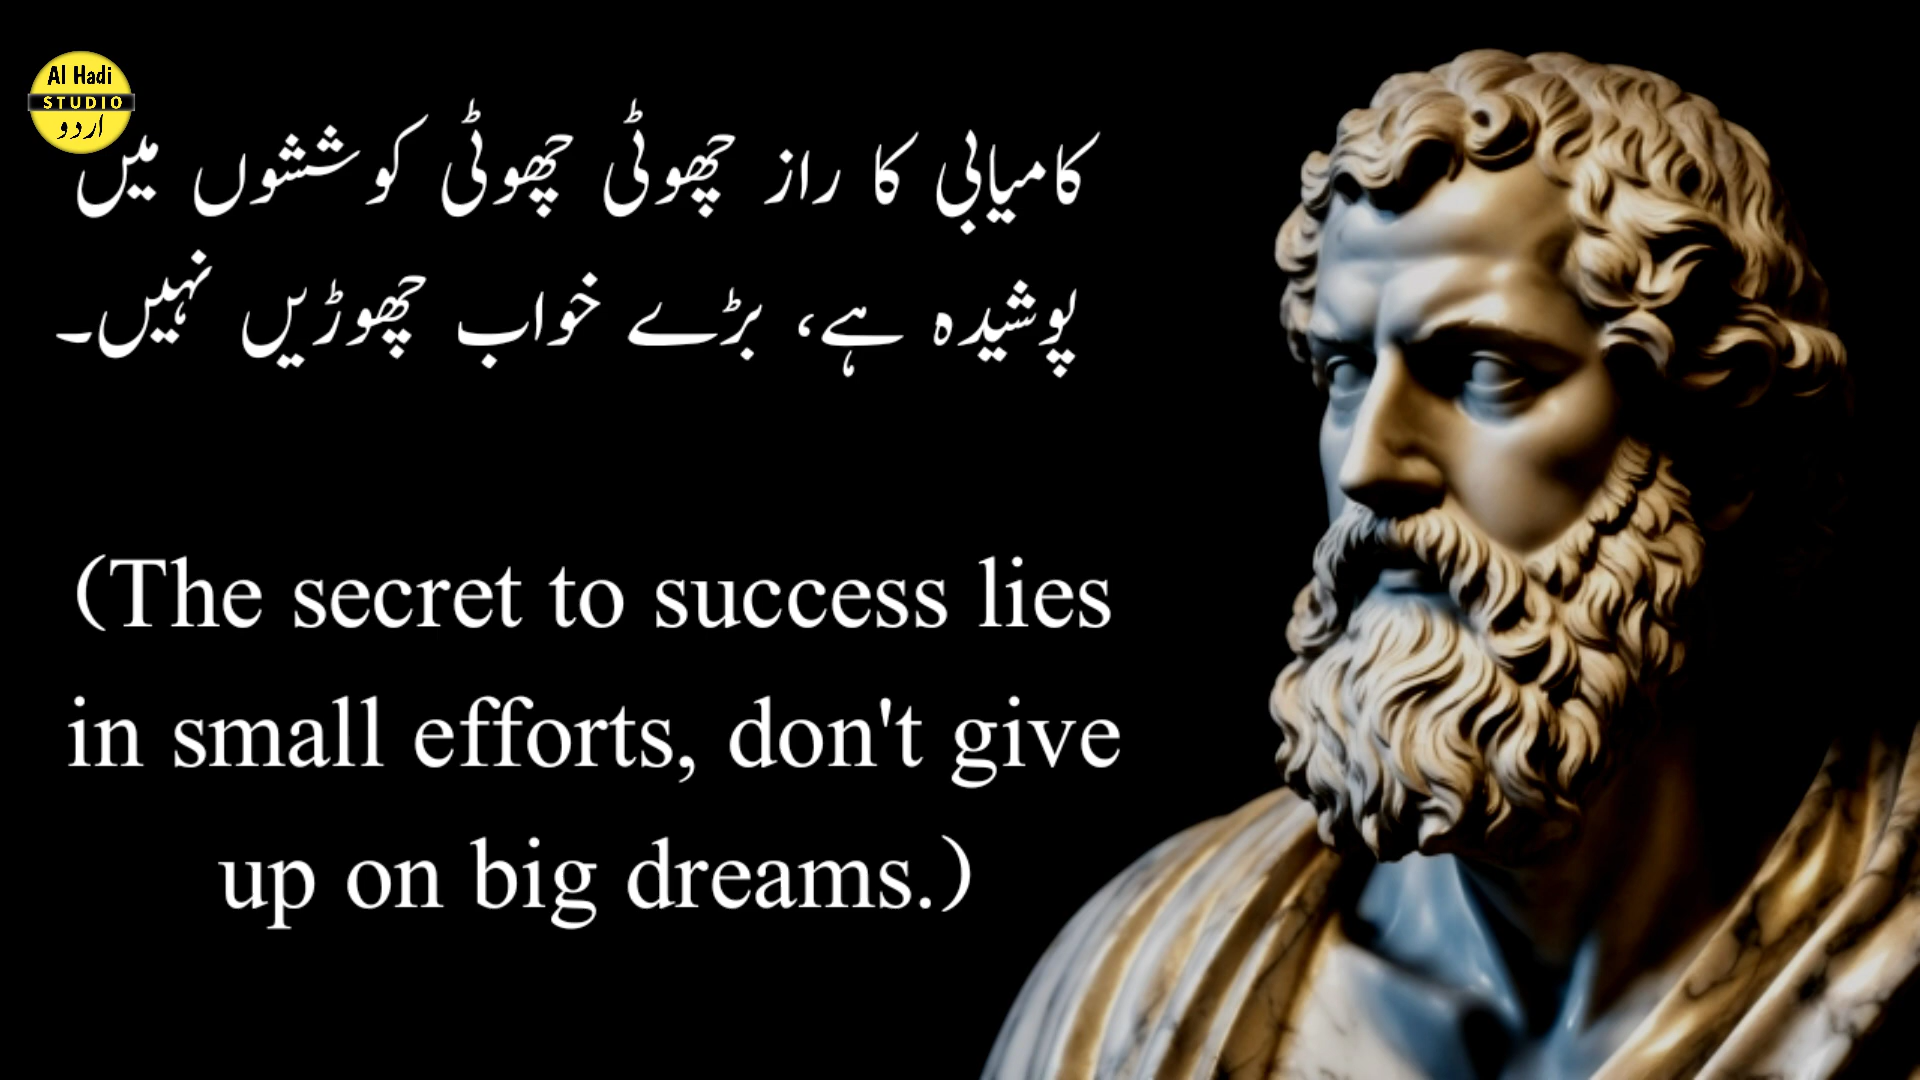 Al Hadi
STUDIO
اردو
کامیابی کا راز چھوٹی چھوٹی کوششوں میں
پوشیدہ ہے، بڑے خواب چھوڑیں نہیں۔
(The secret to success lies
in small efforts, don't give
up on big dreams.)